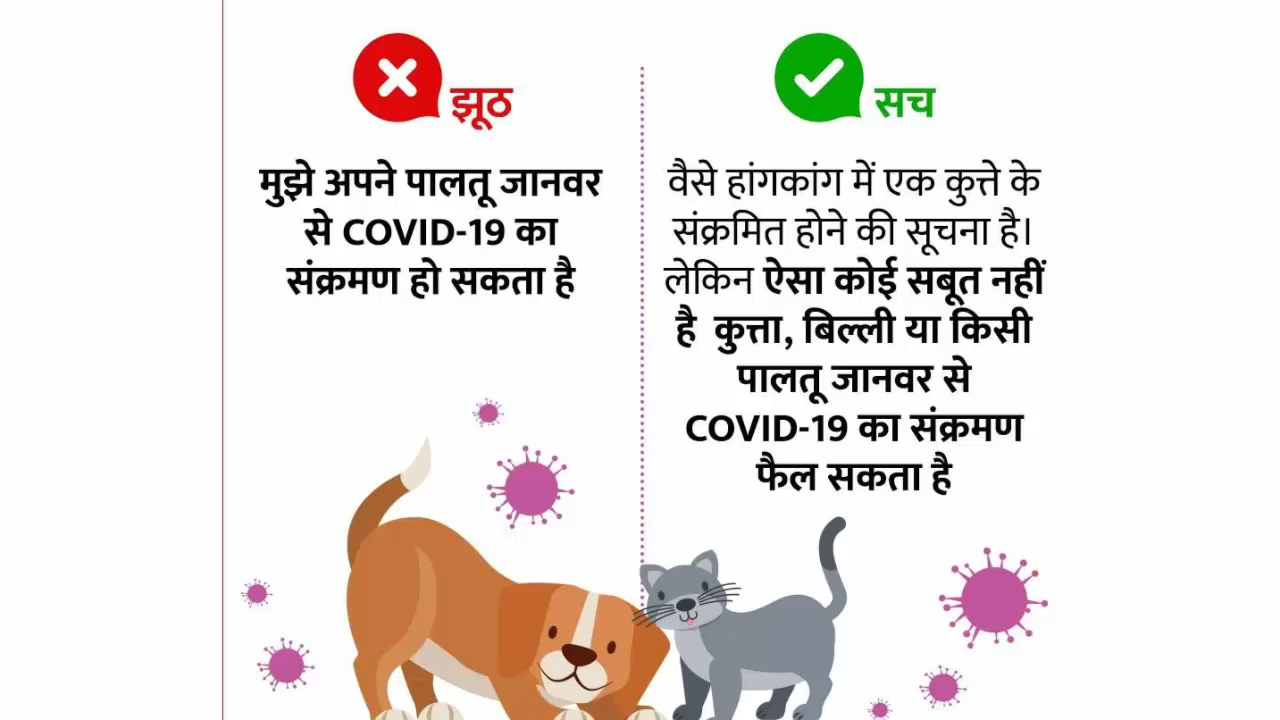 झूठ
मुझे अपने पालतू जानवर
से COVID-19 का
संक्रमण हो सकता है
सच
वैसे हांगकांग में एक कुत्ते के
संक्रमित होने की सूचना है।
लेकिन ऐसा कोई सबूत नहीं
है कुत्ता, बिल्ली या किसी
पालतू जानवर से
COVID-19 का संक्रमण
फैल सकता है